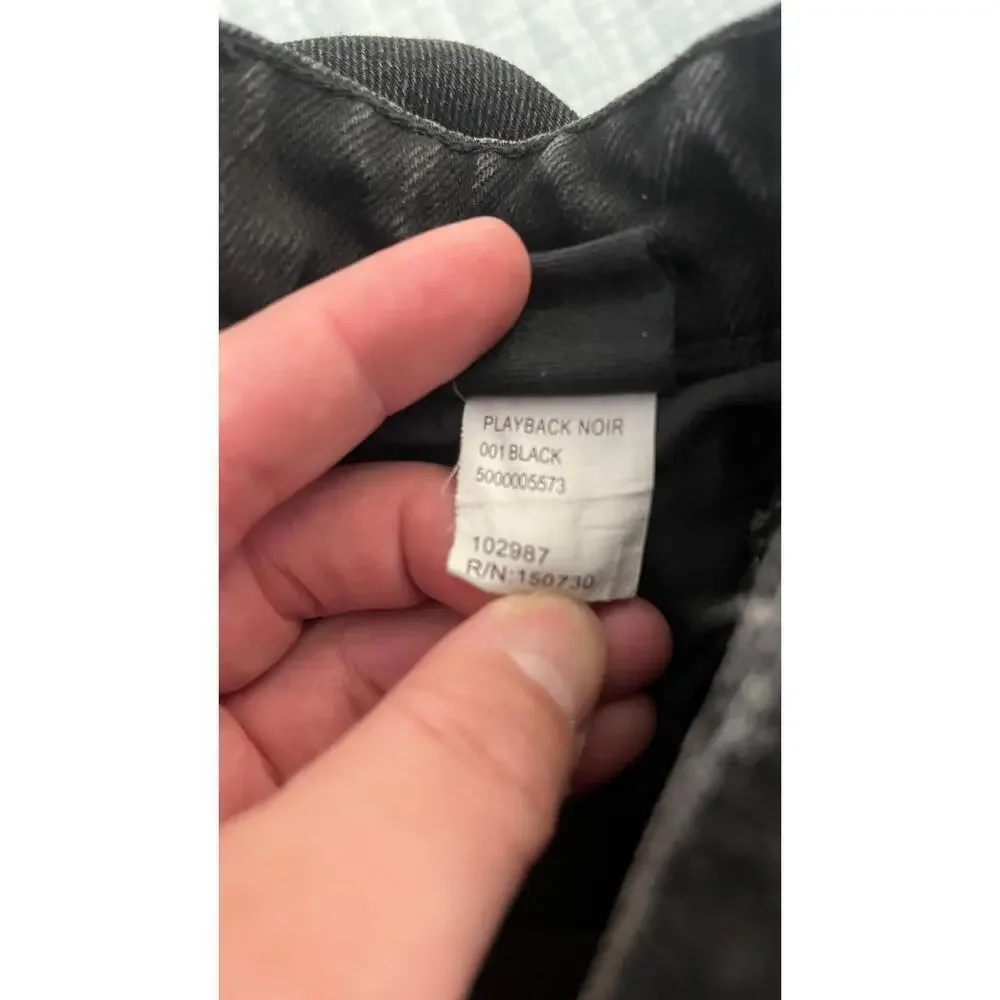 PLAYBACK NOIR
001 BLACK
5000005573
102987
R/N:150730